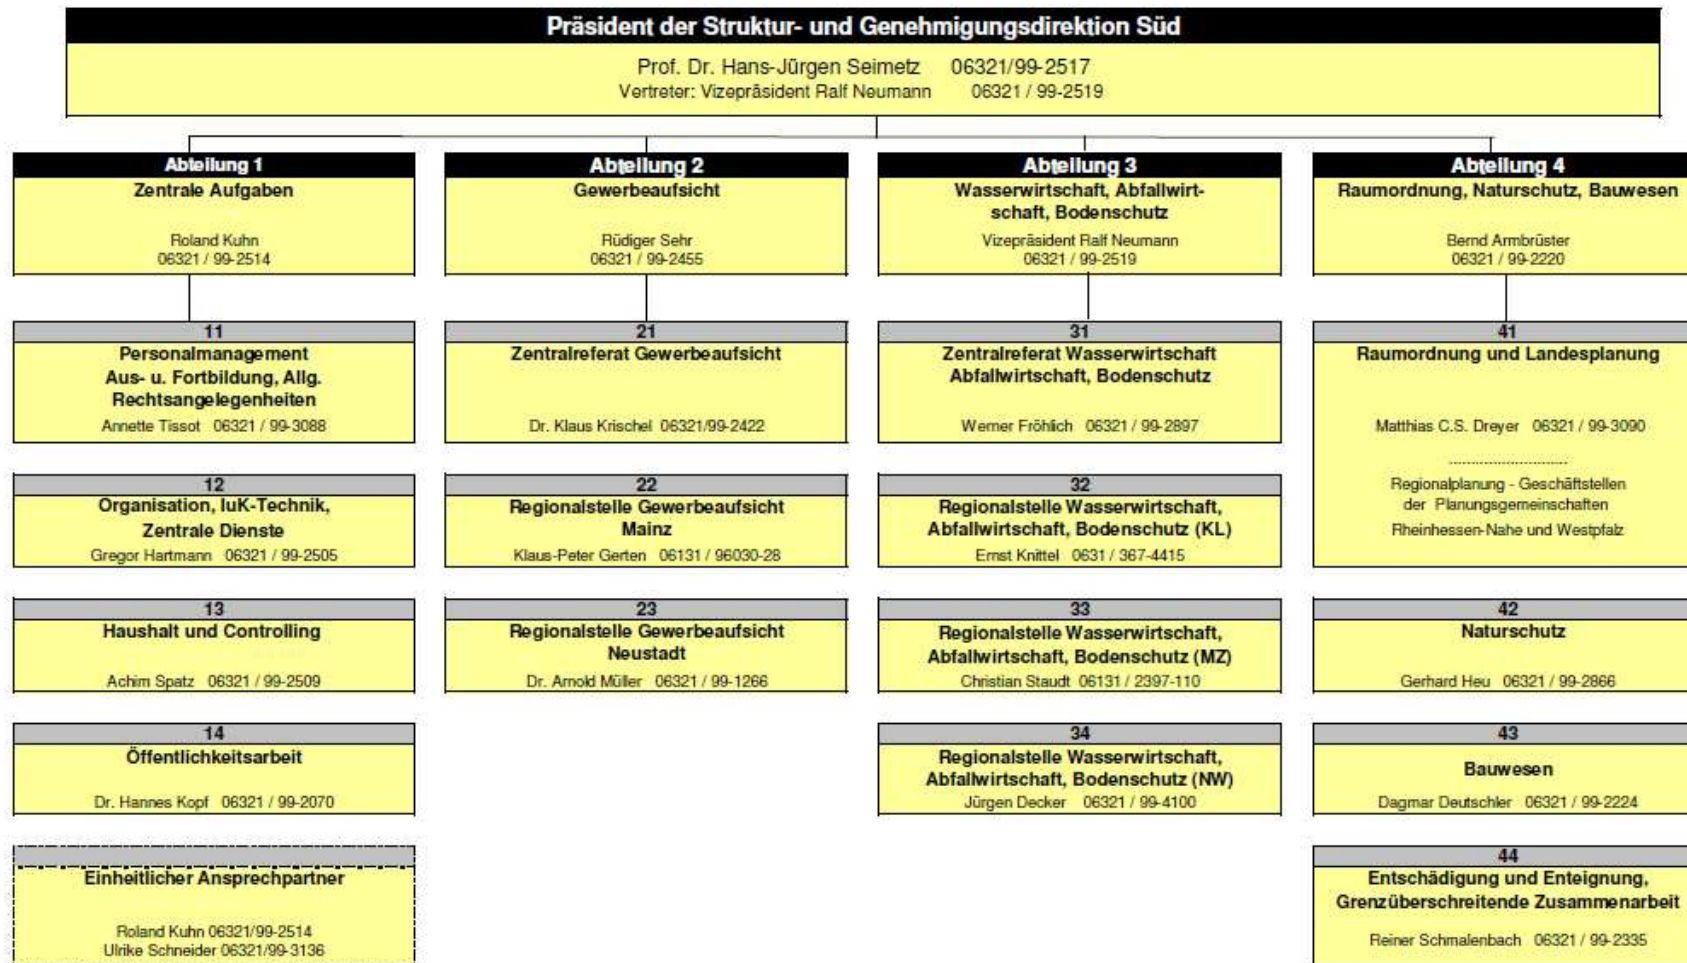 Präsident der Struktur- und Genehmigungsdirektion Süd
Prof. Dr. Hans-Jürgen Seimetz 06321/99-2517
Vertreter: Vizepräsident Ralf Neumann 06321 / 99-2519
Abteilung 1
Zentrale Aufgaben
Roland Kuhn
06321 / 99-2514
11
Personalmanagement
Aus- u. Fortbildung, Allg.
Rechtsangelegenheiten
Annette Tissot 06321 / 99-3088
12
Organisation, IuK-Technik,
Zentrale Dienste
Gregor Hartmann 06321 / 99-2505
13
Haushalt und Controlling
Achim Spatz 06321 / 99-2509
14
Öffentlichkeitsarbeit
Dr. Hannes Kopf 06321 / 99-2070
Einheitlicher Ansprechpartner
Roland Kuhn 06321/99-2514
Ulrike Schneider 06321/99-3136
Abteilung 2
Gewerbeaufsicht
Rüdiger Sehr
06321 / 99-2455
21
Zentralreferat Gewerbeaufsicht
Dr. Klaus Krischel 06321/99-2422
22
Regionalstelle Gewerbeaufsicht
Mainz
Klaus-Peter Gerten 06131 / 96030-28
23
Regionalstelle Gewerbeaufsicht
Neustadt
Dr. Arnold Müller 06321 / 99-1266
Abteilung 3
Wasserwirtschaft, Abfallwirt-
schaft, Bodenschutz
Vizepräsident Ralf Neumann
06321 / 99-2519
31
Zentralreferat Wasserwirtschaft
Abfallwirtschaft, Bodenschutz
Werner Fröhlich 06321 / 99-2897
32
Regionalstelle Wasserwirtschaft,
Abfallwirtschaft, Bodenschutz (KL)
Ernst Knittel 0631 / 367-4415
33
Regionalstelle Wasserwirtschaft,
Abfallwirtschaft, Bodenschutz (MZ)
Christian Staudt 06131 / 2397-110
34
Regionalstelle Wasserwirtschaft,
Abfallwirtschaft, Bodenschutz (NW)
Jürgen Decker 06321 / 99-4100
Abteilung 4
Raumordnung, Naturschutz, Bauwesen
Bernd Armbrüster
06321 / 99-2220
41
Raumordnung und Landesplanung
Matthias C.S. Dreyer 06321 / 99-3090
Regionalplanung - Geschäftstellen
der Planungsgemeinschaften
Rheinhessen-Nahe und Westpfalz
42
Naturschutz
Gerhard Heu 06321 / 99-2866
43
Bauwesen
Dagmar Deutschler 06321 / 99-2224
44
Entschädigung und Enteignung,
Grenzüberschreitende Zusammenarbeit
Reiner Schmalenbach 06321 / 99-2335